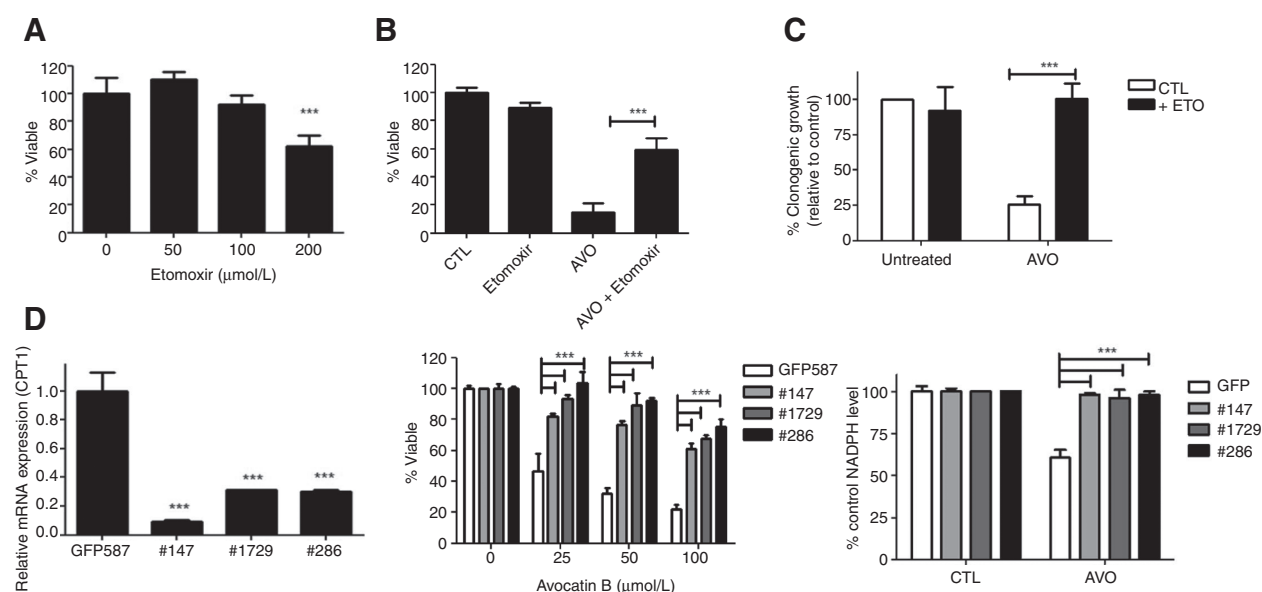 A
120
100
80
60
40
20
0
% Viable
***
0 50 100 200
Etomoxir (μmol/L)
B
120
100
80
60
40
20
0
% Viable
***
CTL
Etomoxir
AVO
AVO + Etomoxir
C
100
75
50
25
0
% Clonogenic growth
(relative to control)
***
Untreated AVO
CTL
+ ETO
D
Relative mRNA expression (CPT1)
1.0
0.8
0.6
0.4
0.2
0.0
***
***
***
GFP587 #147 #1729 #286
120
100
80
60
40
20
0
% Viable
***
***
***
0 25 50 100
Avocatin B (μmol/L)
GFP587
#147
#1729
#286
100
75
50
25
0
% control NADPH level
***
CTL AVO
GFP
#147
#1729
#286